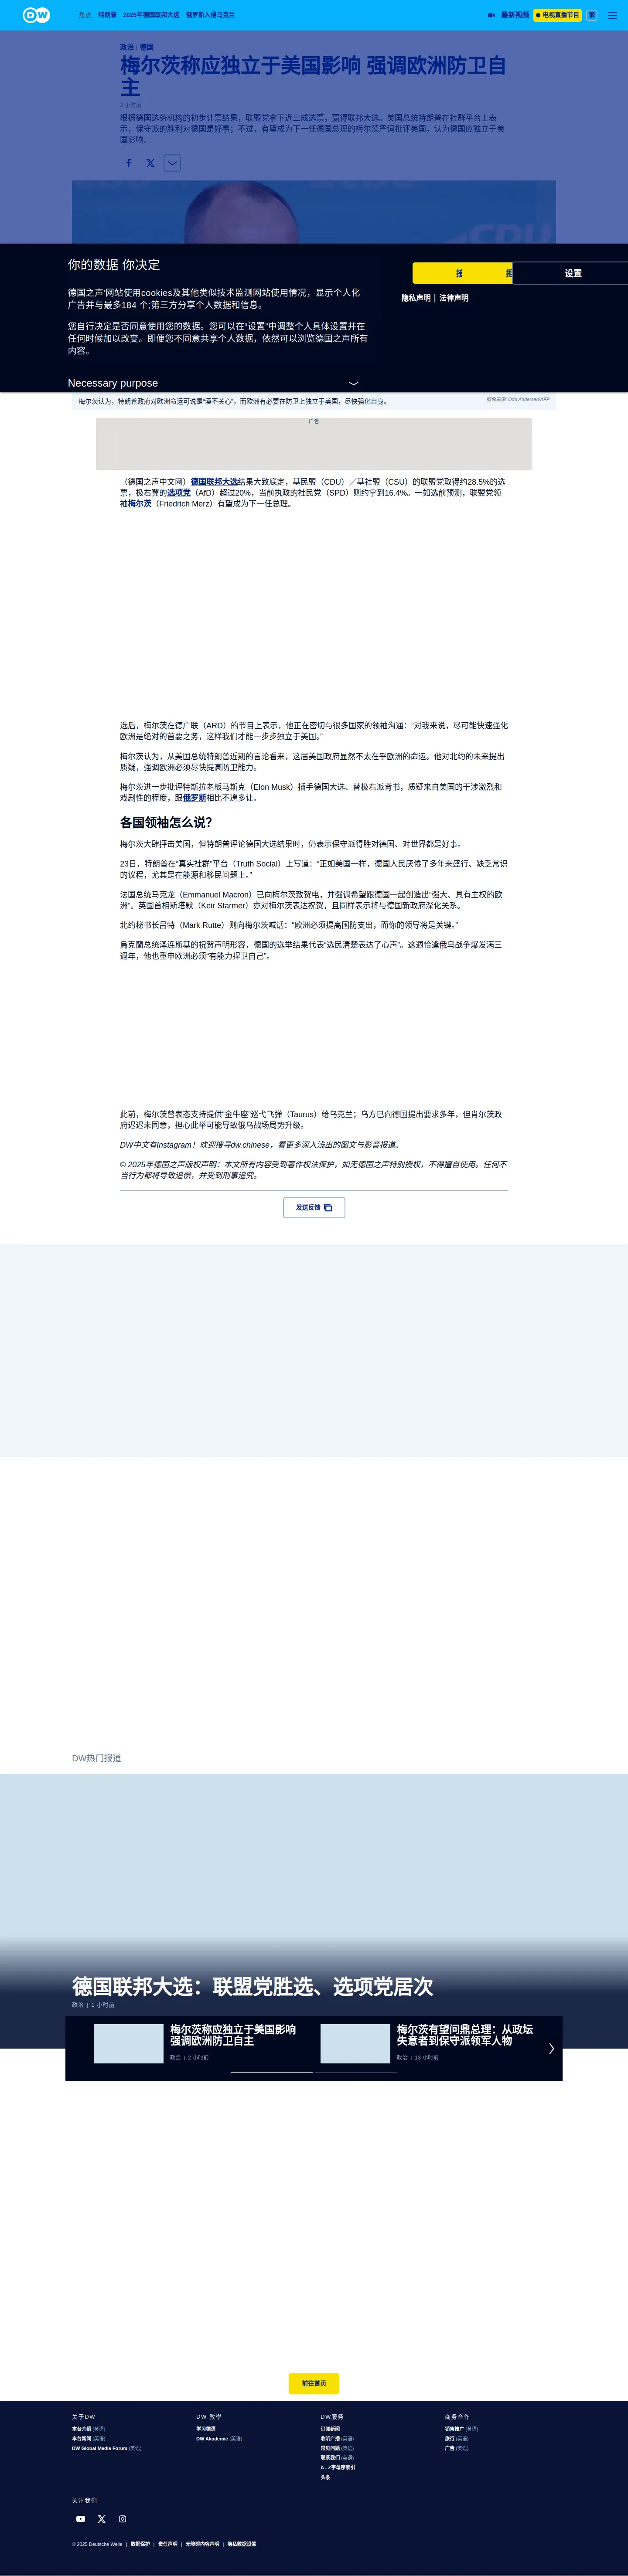 DW
焦点 特朗普 2025年德国联邦大选 俄罗斯入侵乌克兰
最新视频 电视直播节目 繁
政治 | 德国
梅尔茨称应独立于美国影响 强调欧洲防卫自
主
2 小时前
根据德国选务机构的初步计票结果，联盟党拿下近三成选票，赢得联邦大选。美国总统特朗普在社群平台上表
示，保守派的胜利对德国是好事；不过，有望成为下一任德国总理的梅尔茨严词批评美国，认为德国应独立于美
国影响。
你的数据 你决定
德国之声'网站使用cookies及其他类似技术监测网站使用情况，显示个人化
广告并与最多184 个;第三方分享个人数据和信息。
您自行决定是否同意使用您的数据。您可以在“设置”中调整个人具体设置并在
任何时候加以改变。即便您不同意共享个人数据，依然可以浏览德国之声所有
内容。
Necessary purpose
设置
隐私声明 | 法律声明
梅尔茨认为，特朗普政府对欧洲命运可说是“漠不关心”，而欧洲有必要在防卫上独立于美国，尽快强化自身。
图像来源: Odd Andersen/AFP
广告
（德国之声中文网）德国联邦大选结果大致底定，基民盟（CDU）／基社盟（CSU）的联盟党取得约28.5%的选
票，极右翼的选项党（AfD）超过20%，当前执政的社民党（SPD）则约拿到16.4%。一如选前预测，联盟党领
袖梅尔茨（Friedrich Merz）有望成为下一任总理。
选后，梅尔茨在德广联（ARD）的节目上表示，他正在密切与很多国家的领袖沟通：“对我来说，尽可能快速强化
欧洲是绝对的首要之务，这样我们才能一步步独立于美国。”
梅尔茨认为，从美国总统特朗普近期的言论看来，这届美国政府显然不太在乎欧洲的命运。他对北约的未来提出
质疑，强调欧洲必须尽快提高防卫能力。
梅尔茨进一步批评特斯拉老板马斯克（Elon Musk）插手德国大选、替极右派背书，质疑来自美国的干涉激烈和
戏剧性的程度，跟俄罗斯相比不遑多让。
各国领袖怎么说？
梅尔茨大肆抨击美国，但特朗普评论德国大选结果时，仍表示保守派得胜对德国、对世界都是好事。
23日，特朗普在“真实社群”平台（Truth Social）上写道：“正如美国一样，德国人民厌倦了多年来盛行、缺乏常识
的议程，尤其是在能源和移民问题上。”
法国总统马克龙（Emmanuel Macron）已向梅尔茨致贺电，并强调希望跟德国一起创造出“强大、具有主权的欧
洲”。英国首相斯塔默（Keir Starmer）亦对梅尔茨表达祝贺，且同样表示将与德国新政府深化关系。
北约秘书长吕特（Mark Rutte）则向梅尔茨喊话：“欧洲必须提高国防支出，而你的领导将是关键。”
烏克蘭总统泽连斯基的祝贺声明形容，德国的选举结果代表“选民清楚表达了心声”。这週恰逢俄乌战争爆发满三
週年，他也重申欧洲必须“有能力捍卫自己”。
此前，梅尔茨曾表态支持提供“金牛座”巡弋飞弹（Taurus）给乌克兰；乌方已向德国提出要求多年，但肖尔茨政
府迟迟未同意，担心此举可能导致俄乌战场局势升级。
DW中文有Instagram！欢迎搜寻dw.chinese，看更多深入浅出的图文与影音报道。
© 2025年德国之声版权声明：本文所有内容受到著作权法保护，如无德国之声特别授权，不得擅自使用。任何不
当行为都将导致追偿，并受到刑事追究。
发送反馈
DW热门报道
德国联邦大选：联盟党胜选、选项党居次
政治 | 1 小时前
梅尔茨称应独立于美国影响
强调欧洲防卫自主
政治 | 2 小时前
梅尔茨有望问鼎总理：从政坛
失意者到保守派领军人物
政治 | 13 小时前
前往首页
关于DW
本台介绍 (英语)
本台新闻 (英语)
DW Global Media Forum (英语)
DW 教學
学习德语
DW Akademie (英语)
DW服务
订阅新闻
收听广播 (英语)
常见问题 (英语)
联系我们 (英语)
A - Z字母序索引
头条
商务合作
销售推广 (英语)
旅行 (英语)
广告 (英语)
关注我们
© 2025 Deutsche Welle | 数据保护 | 责任声明 | 无障碍内容声明 | 隐私数据设置